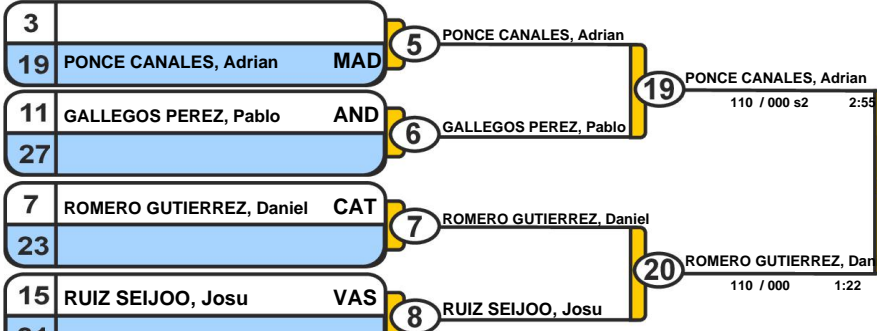 3
19 PONCE CANALES, Adrian MAD
5 PONCE CANALES, Adrian
11 GALLEGOS PEREZ, Pablo AND
27
6 GALLEGOS PEREZ, Pablo
19 PONCE CANALES, Adrian
110 / 000 s2 2:55
7 ROMERO GUTIERREZ, Daniel CAT
23
7 ROMERO GUTIERREZ, Daniel
15 RUIZ SEIJOO, Josu VAS
8 RUIZ SEIJOO, Josu
20 ROMERO GUTIERREZ, Dan
110 / 000 1:22